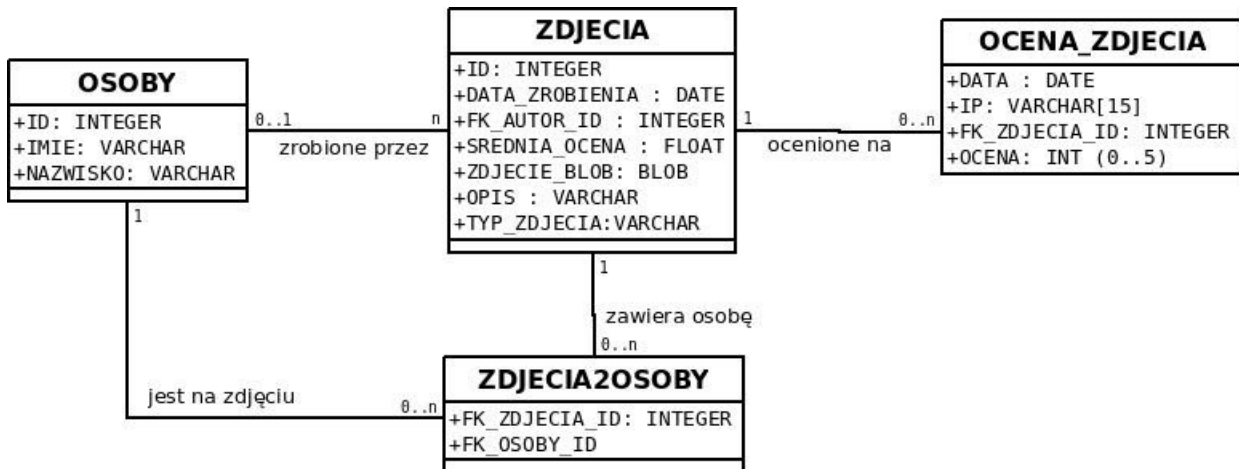 OSOBY
+ID: INTEGER
+IMIE: VARCHAR
+NAZWISKO: VARCHAR
0..1
n
zrobione przez
ZDJECIA
+ID: INTEGER
+DATA_ZROBIENIA : DATE
+FK_AUTOR_ID : INTEGER
+SREDNIA_OCENA : FLOAT
+ZDJECIE_BLOB: BLOB
+OPIS : VARCHAR
+TYP_ZDJECIA:VARCHAR
1
0..n
ocenione na
OCENA_ZDJECIA
+DATA : DATE
+IP: VARCHAR[15]
+FK_ZDJECIA_ID: INTEGER
+OCENA: INT (0..5)
1
1
zawiera osobę
0..n
jest na zdjęciu
0..n
ZDJECIA2OSOBY
+FK_ZDJECIA_ID: INTEGER
+FK_OSOBY_ID